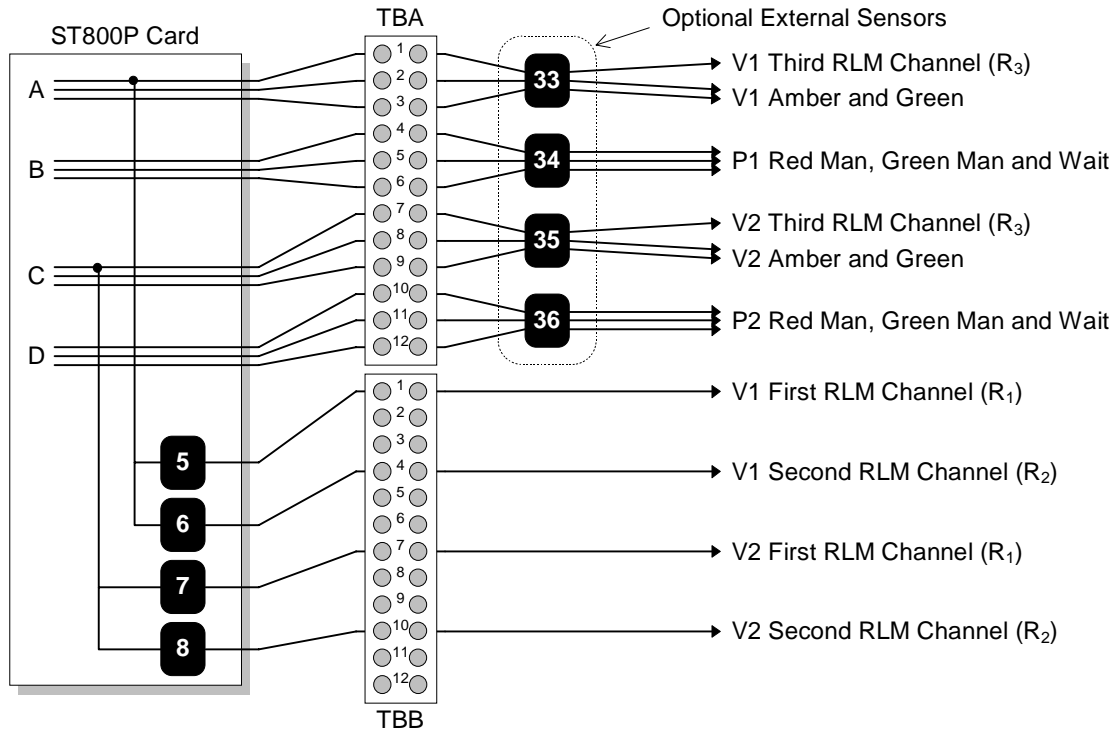 ST800P Card
TBA
Optional External Sensors
A
B
C
D
1
2
3
4
5
6
7
8
9
10
11
12
33
34
35
36
V1 Third RLM Channel (R3)
V1 Amber and Green
P1 Red Man, Green Man and Wait
V2 Third RLM Channel (R3)
V2 Amber and Green
P2 Red Man, Green Man and Wait
5
6
7
8
1
2
3
4
5
6
7
8
9
10
11
12
TBB
V1 First RLM Channel (R1)
V1 Second RLM Channel (R2)
V2 First RLM Channel (R1)
V2 Second RLM Channel (R2)